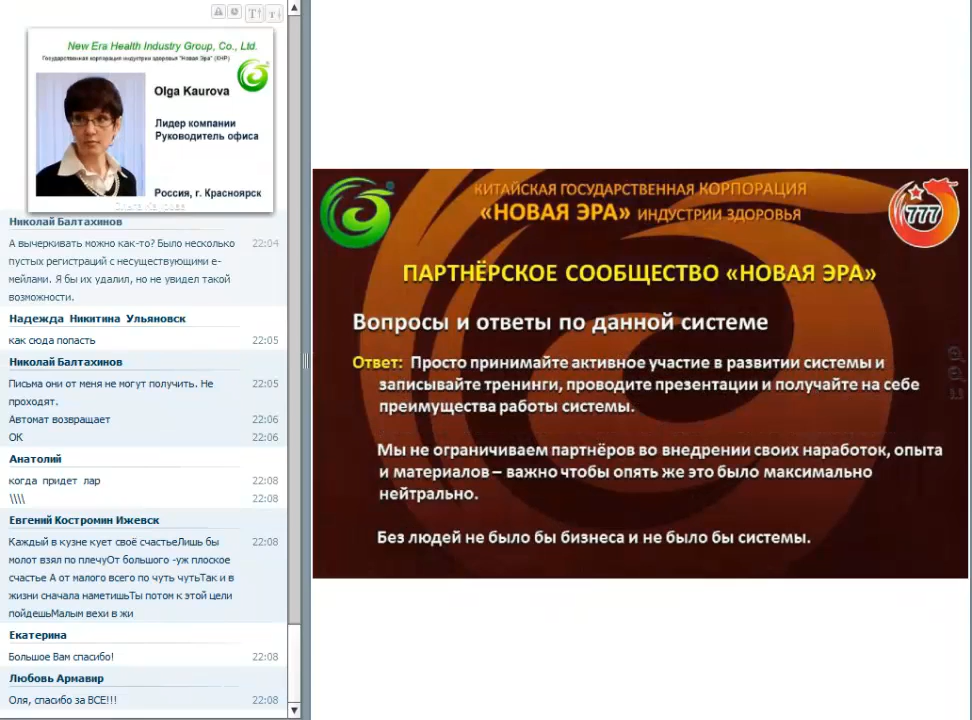 New Era Health Industry Group, Co., Ltd.
Государственная корпорация индустрии здоровья "Новая Эра" (КНР)
Olga Kaurova
Лидер компании
Руководитель офиса
Россия, г. Красноярск
Ольга Каурова
Николай Балтахинов
А вычеркивать можно как-то? Было несколько 22:04
пустых регистраций с несуществующими е-
мейлами. Я бы их удалил, но не увидел такой
возможности.
Надежда Никитина Ульяновск
как сюда попасть 22:05
Николай Балтахинов
Письма они от меня не могут получить. Не 22:05
проходят.
Автомат возвращает 22:06
ОК 22:06
Анатолий
когда придет лар 22:08
\\\\ 22:08
Евгений Костромин Ижевск
Каждый в кузне кует своё счастьеЛишь бы 22:08
молот взял по плечуОт большого -уж плоское
счастье А от малого всего по чуть чутьТак и в
жизни сначала наметишьТы потом к этой цели
пойдешьМалым вехи в жи
Екатерина
Большое Вам спасибо! 22:08
Любовь Армавир
Оля, спасибо за ВСЕ!!! 22:08
КИТАЙСКАЯ ГОСУДАРСТВЕННАЯ КОРПОРАЦИЯ
«НОВАЯ ЭРА» ИНДУСТРИИ ЗДОРОВЬЯ
777
ПАРТНЁРСКОЕ СООБЩЕСТВО «НОВАЯ ЭРА»
Вопросы и ответы по данной системе
Ответ: Просто принимайте активное участие в развитии системы и
записывайте тренинги, проводите презентации и получайте на себе
преимущества работы системы.
Мы не ограничиваем партнёров во внедрении своих наработок, опыта
и материалов – важно чтобы опять же это было максимально
нейтрально.
Без людей не было бы бизнеса и не было бы системы.